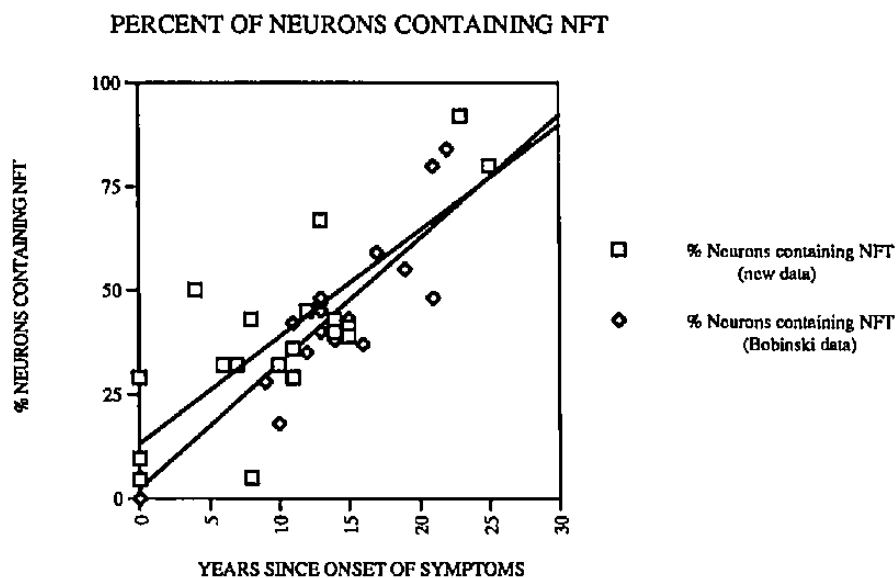 PERCENT OF NEURONS CONTAINING NFT
% NEURONS CONTAINING NFT
100
75
50
25
0
0
5
10
15
20
25
30
YEARS SINCE ONSET OF SYMPTOMS
% Neurons containing NFT
(new data)
% Neurons containing NFT
(Bobinski data)